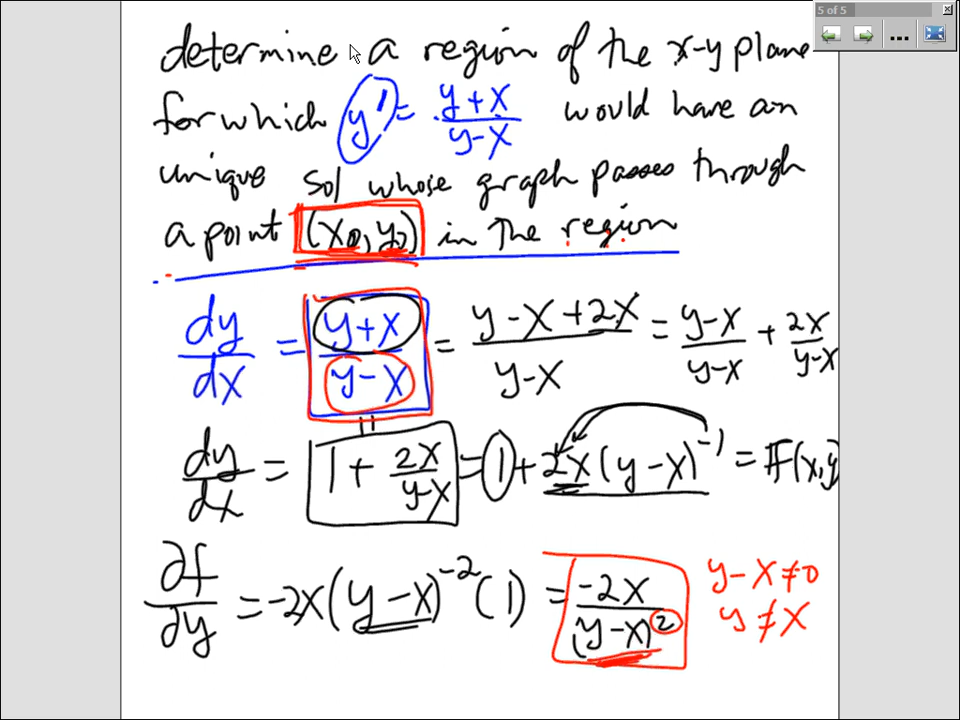 5 of 5
determine a region of the x-y plane
for which y' = y+x / y-x would have an
unique sol whose graph passes through
a point (x0, y0) in the region
dy/dx = y+x / y-x = y-x+2x / y-x = y-x / y-x + 2x / y-x
dy/dx = 1 + 2x / y-x = 1 + 2x(y-x)^-1 = F(x,y
∂f/∂y = -2x(y-x)^-2 (1) = -2x / (y-x)^2
y-x≠0
y≠x